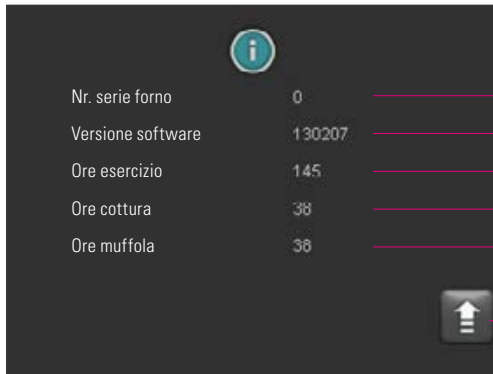 i
Nr. serie forno 0
Versione software 130207
Ore esercizio 145
Ore cottura 38
Ore muffola 38